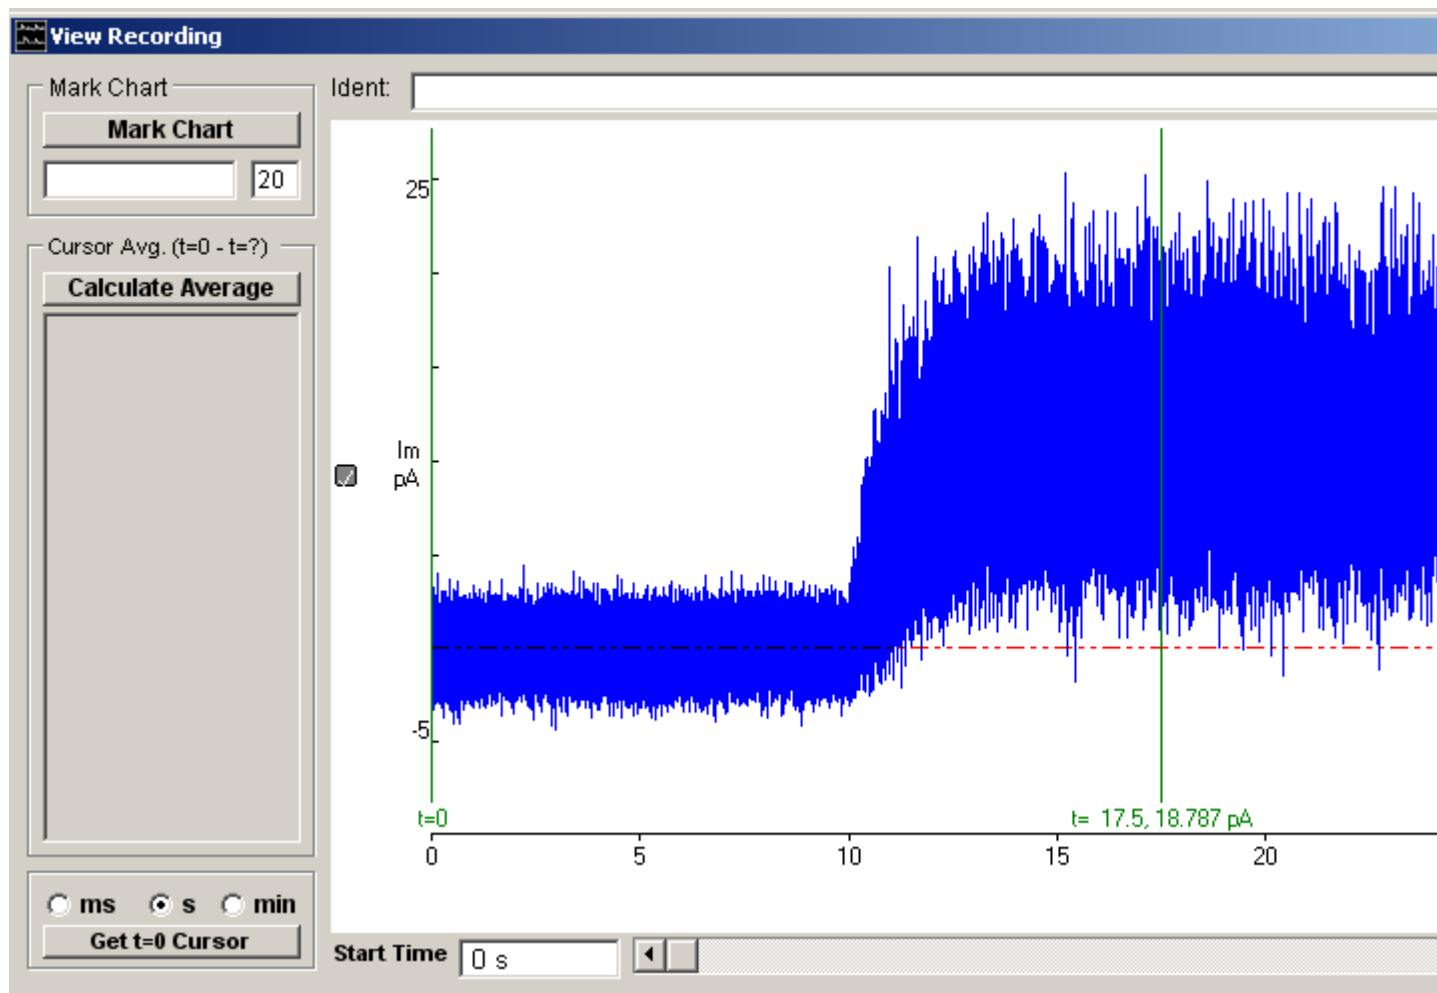 View Recording
Mark Chart
Mark Chart
20
Cursor Avg. (t=0 - t=?)
Calculate Average
ms s min
Get t=0 Cursor
Ident:
25
Im
pA
-5
t=0
t= 17.5, 18.787 pA
0 5 10 15 20
Start Time 0 s